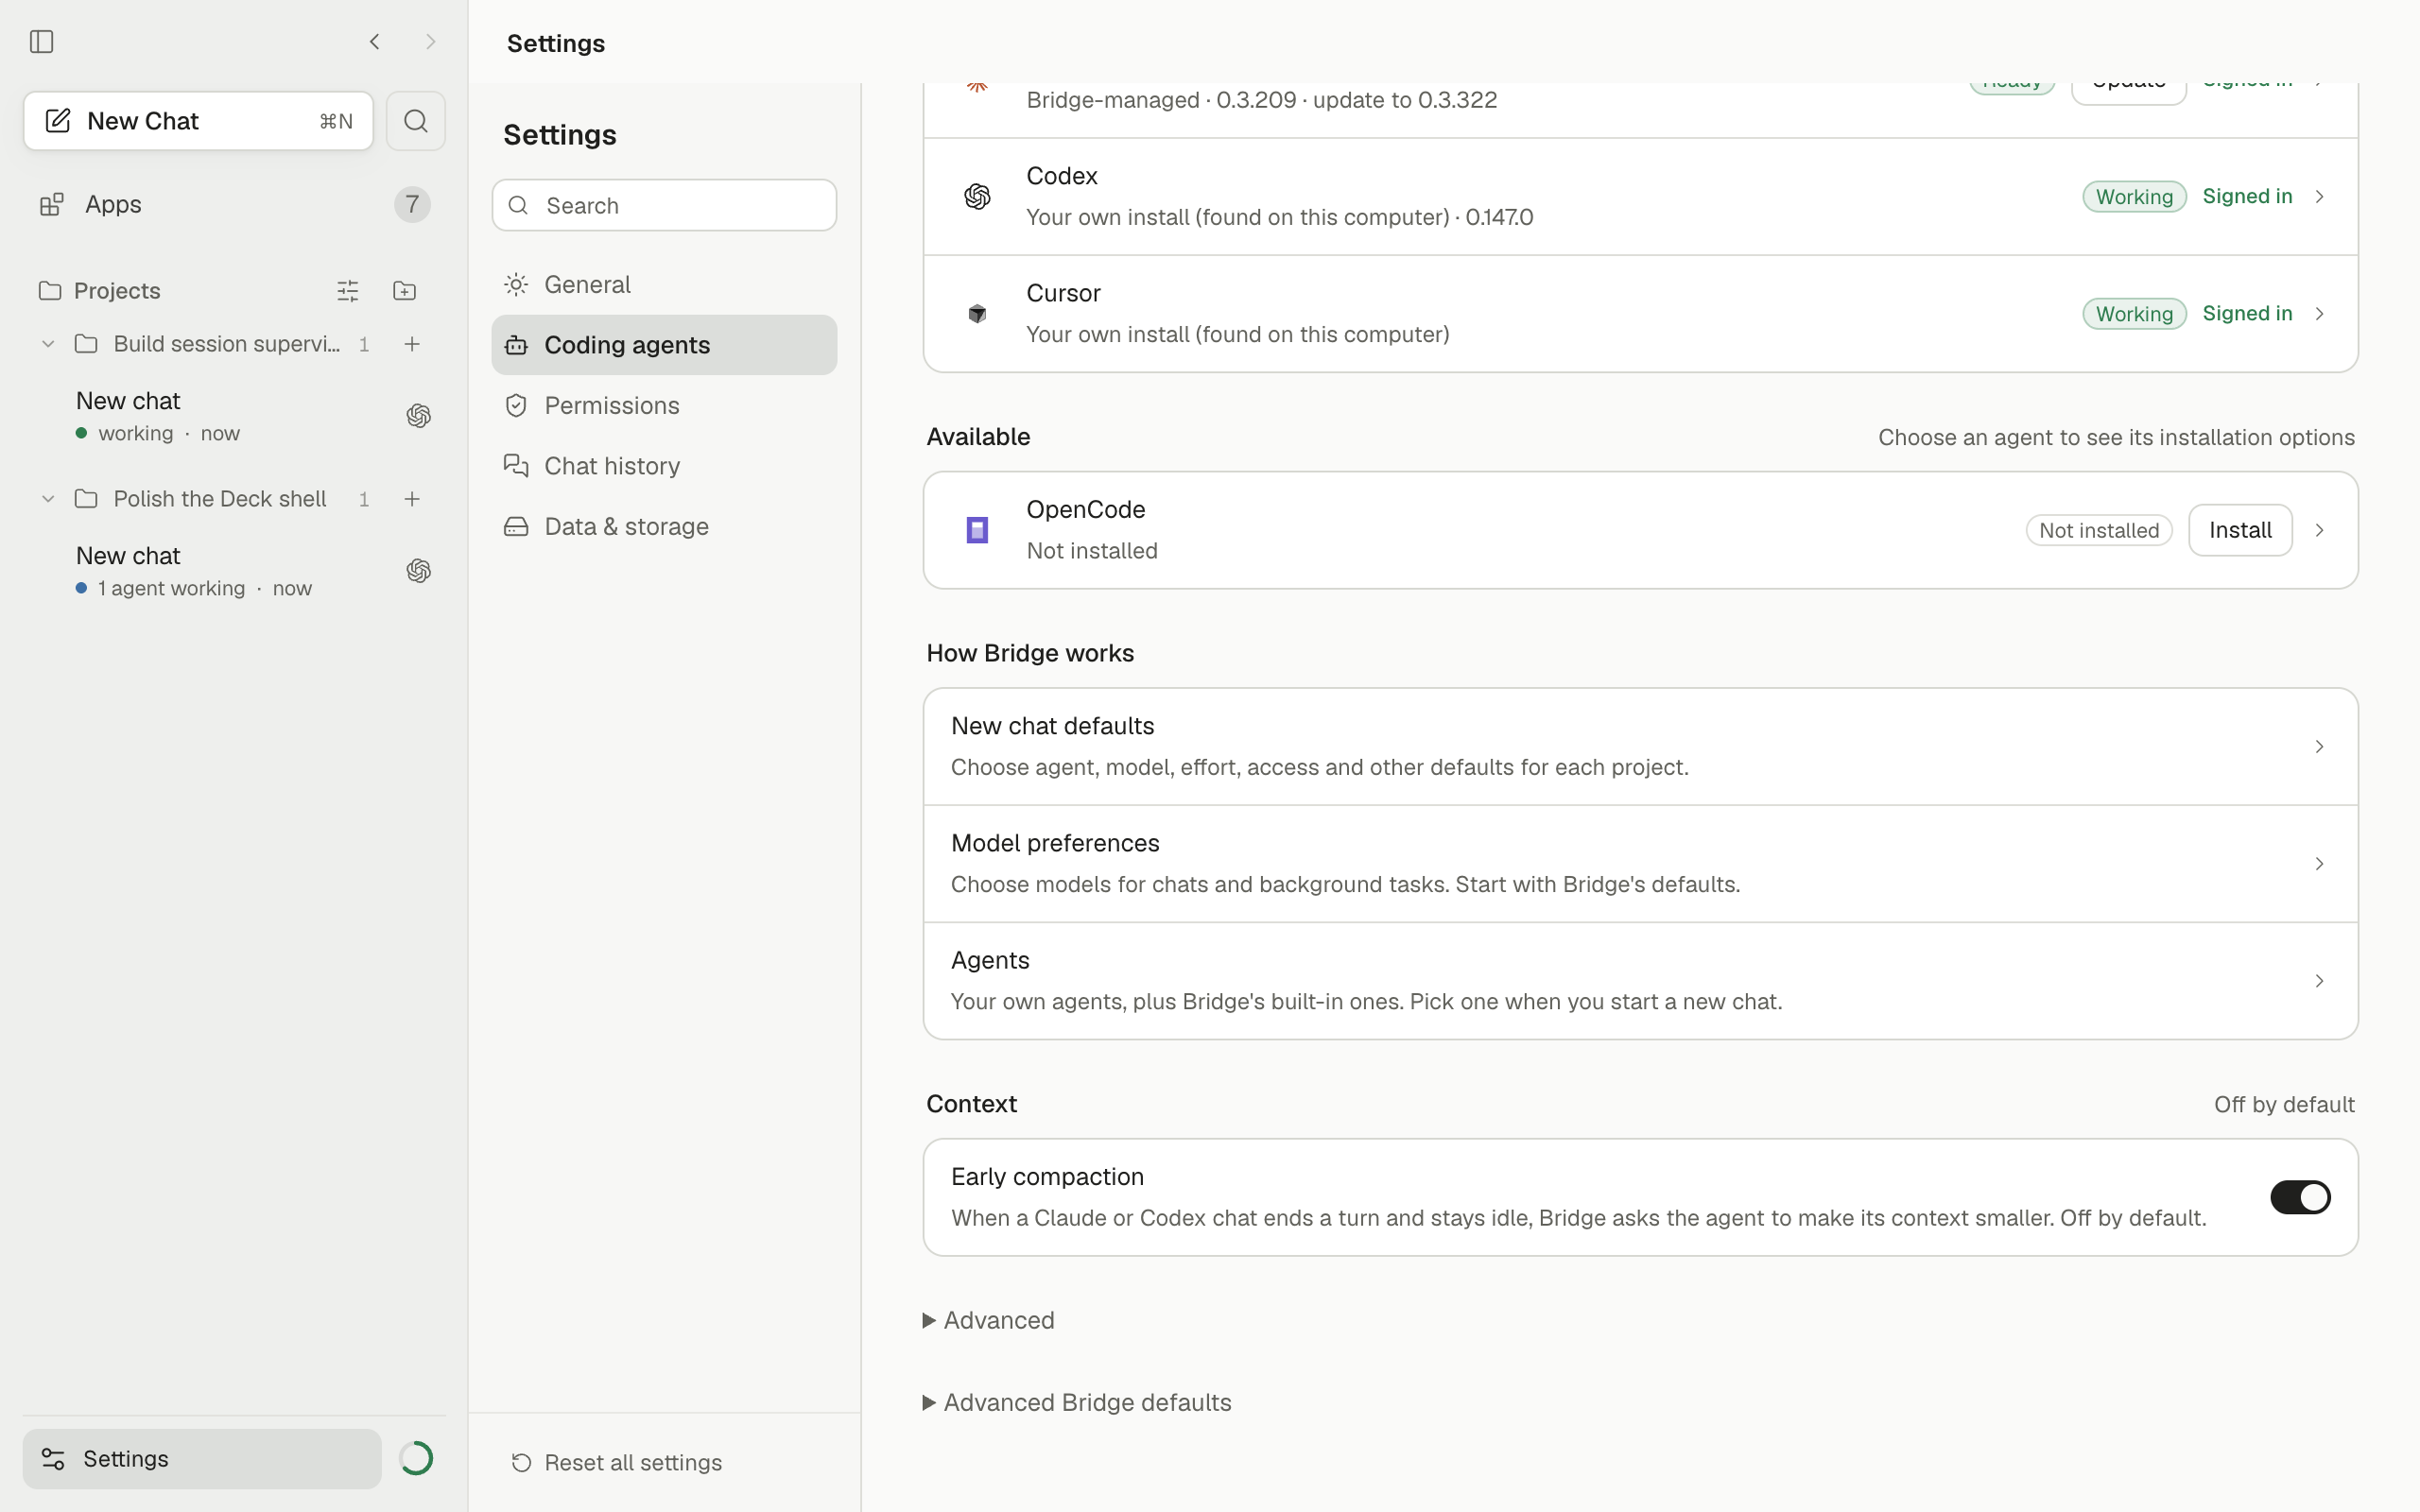 Settings
New Chat ⌘N
Apps 7
Projects
Build session supervi... 1
New chat
working · now
Polish the Deck shell 1
New chat
1 agent working · now
Settings
Settings
Search
General
Coding agents
Permissions
Chat history
Data & storage
Reset all settings
Ready Update Signed in
Bridge-managed · 0.3.209 · update to 0.3.322
Codex
Your own install (found on this computer) · 0.147.0
Working Signed in
Cursor
Your own install (found on this computer)
Working Signed in
Available Choose an agent to see its installation options
OpenCode
Not installed
Not installed Install
How Bridge works
New chat defaults
Choose agent, model, effort, access and other defaults for each project.
Model preferences
Choose models for chats and background tasks. Start with Bridge's defaults.
Agents
Your own agents, plus Bridge's built-in ones. Pick one when you start a new chat.
Context Off by default
Early compaction
When a Claude or Codex chat ends a turn and stays idle, Bridge asks the agent to make its context smaller. Off by default.
Advanced
Advanced Bridge defaults